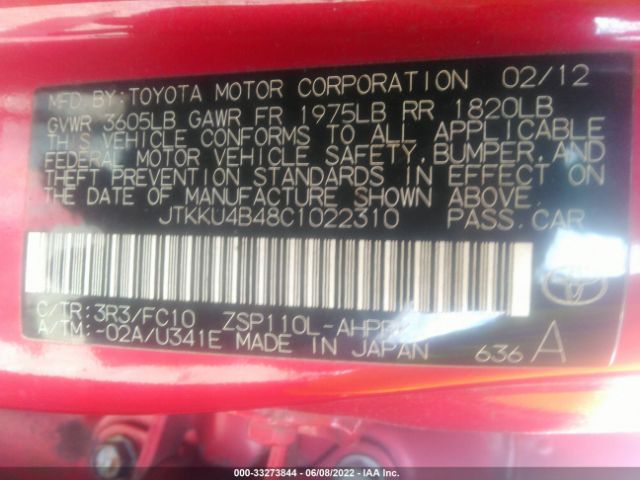 MFD. BY: TOYOTA MOTOR CORPORATION 02/12
GVWR 3605LB GAWR FR 1975LB RR 1820LB
THIS VEHICLE CONFORMS TO ALL APPLICABLE
FEDERAL MOTOR VEHICLE SAFETY, BUMPER, AND
THEFT PREVENTION STANDARDS IN EFFECT ON
THE DATE OF MANUFACTURE SHOWN ABOVE.
JTKKU4B48C1022310 PASS. CAR
C/TR: 3R3/FC10 ZSP110L-
A/TM: -02A/U341E MADE IN JAPAN 636 A
000-33273844 / 06/08/2022 - IAA Inc.